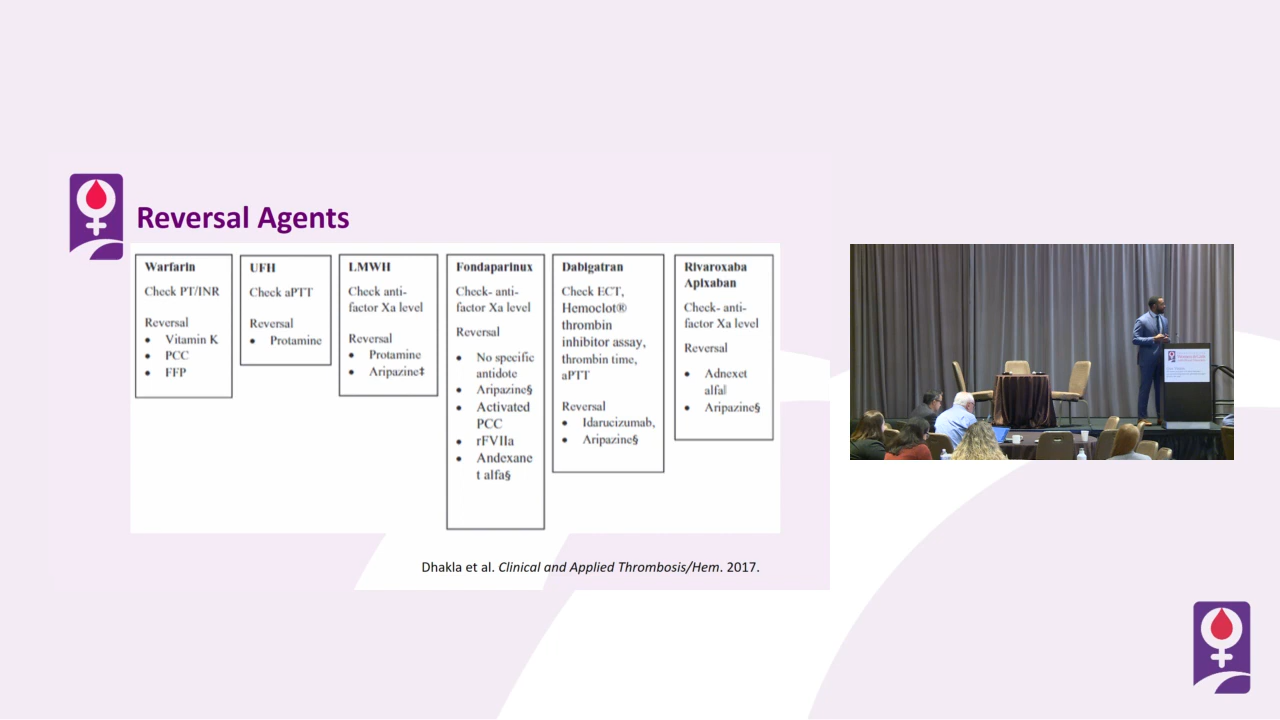 Reversal Agents
Warfarin
Check PT/INR
Reversal
• Vitamin K
• PCC
• FFP
UFH
Check aPTT
Reversal
• Protamine
LMWH
Check anti-
factor Xa level
Reversal
• Protamine
• Aripazine‡
Fondaparinux
Check- anti-
factor Xa level
Reversal
• No specific
antidote
• Aripazine§
• Activated
PCC
• rFVIIa
• Andexane
t alfa§
Dabigatran
Check ECT,
Hemoclot®
thrombin
inhibitor assay,
thrombin time,
aPTT
Reversal
• Idarucizumab,
• Aripazine§
Rivaroxaba
Apixaban
Check- anti-
factor Xa level
Reversal
• Adnexet
alfa|
• Aripazine§
Dhakla et al. Clinical and Applied Thrombosis/Hem. 2017.